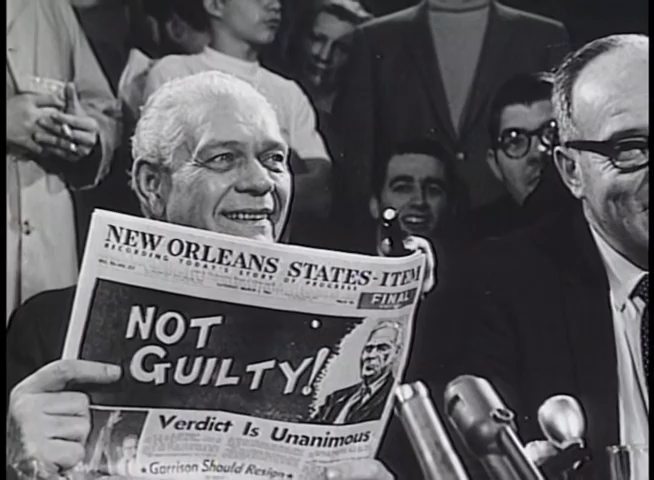 NEW ORLEANS STATES-ITEM
RECORDING TODAY'S STORY OF PROGRESS
FINAL
NOT
GUILTY!
Verdict Is Unanimous
★ Garrison Should Resign ★